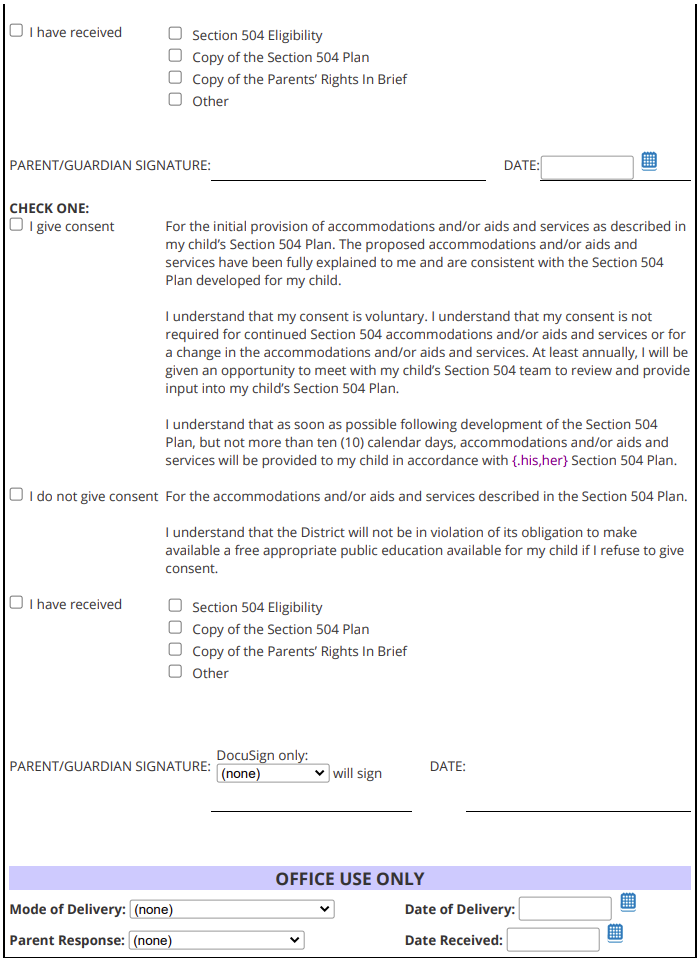 I have received
Section 504 Eligibility
Copy of the Section 504 Plan
Copy of the Parents’ Rights In Brief
Other
PARENT/GUARDIAN SIGNATURE: DATE:
CHECK ONE:
I give consent For the initial provision of accommodations and/or aids and services as described in
my child’s Section 504 Plan. The proposed accommodations and/or aids and
services have been fully explained to me and are consistent with the Section 504
Plan developed for my child.
I understand that my consent is voluntary. I understand that my consent is not
required for continued Section 504 accommodations and/or aids and services or for
a change in the accommodations and/or aids and services. At least annually, I will be
given an opportunity to meet with my child’s Section 504 team to review and provide
input into my child’s Section 504 Plan.
I understand that as soon as possible following development of the Section 504
Plan, but not more than ten (10) calendar days, accommodations and/or aids and
services will be provided to my child in accordance with {.his,her} Section 504 Plan.
I do not give consent For the accommodations and/or aids and services described in the Section 504 Plan.
I understand that the District will not be in violation of its obligation to make
available a free appropriate public education available for my child if I refuse to give
consent.
I have received
Section 504 Eligibility
Copy of the Section 504 Plan
Copy of the Parents’ Rights In Brief
Other
DocuSign only:
PARENT/GUARDIAN SIGNATURE: (none) will sign DATE:
OFFICE USE ONLY
Mode of Delivery: (none) Date of Delivery:
Parent Response: (none) Date Received: